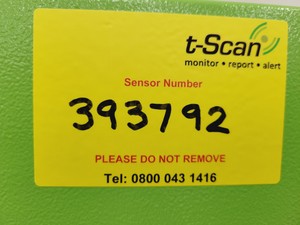 t-Scan
monitor • report • alert
Sensor Number
393792
PLEASE DO NOT REMOVE
Tel: 0800 043 1416